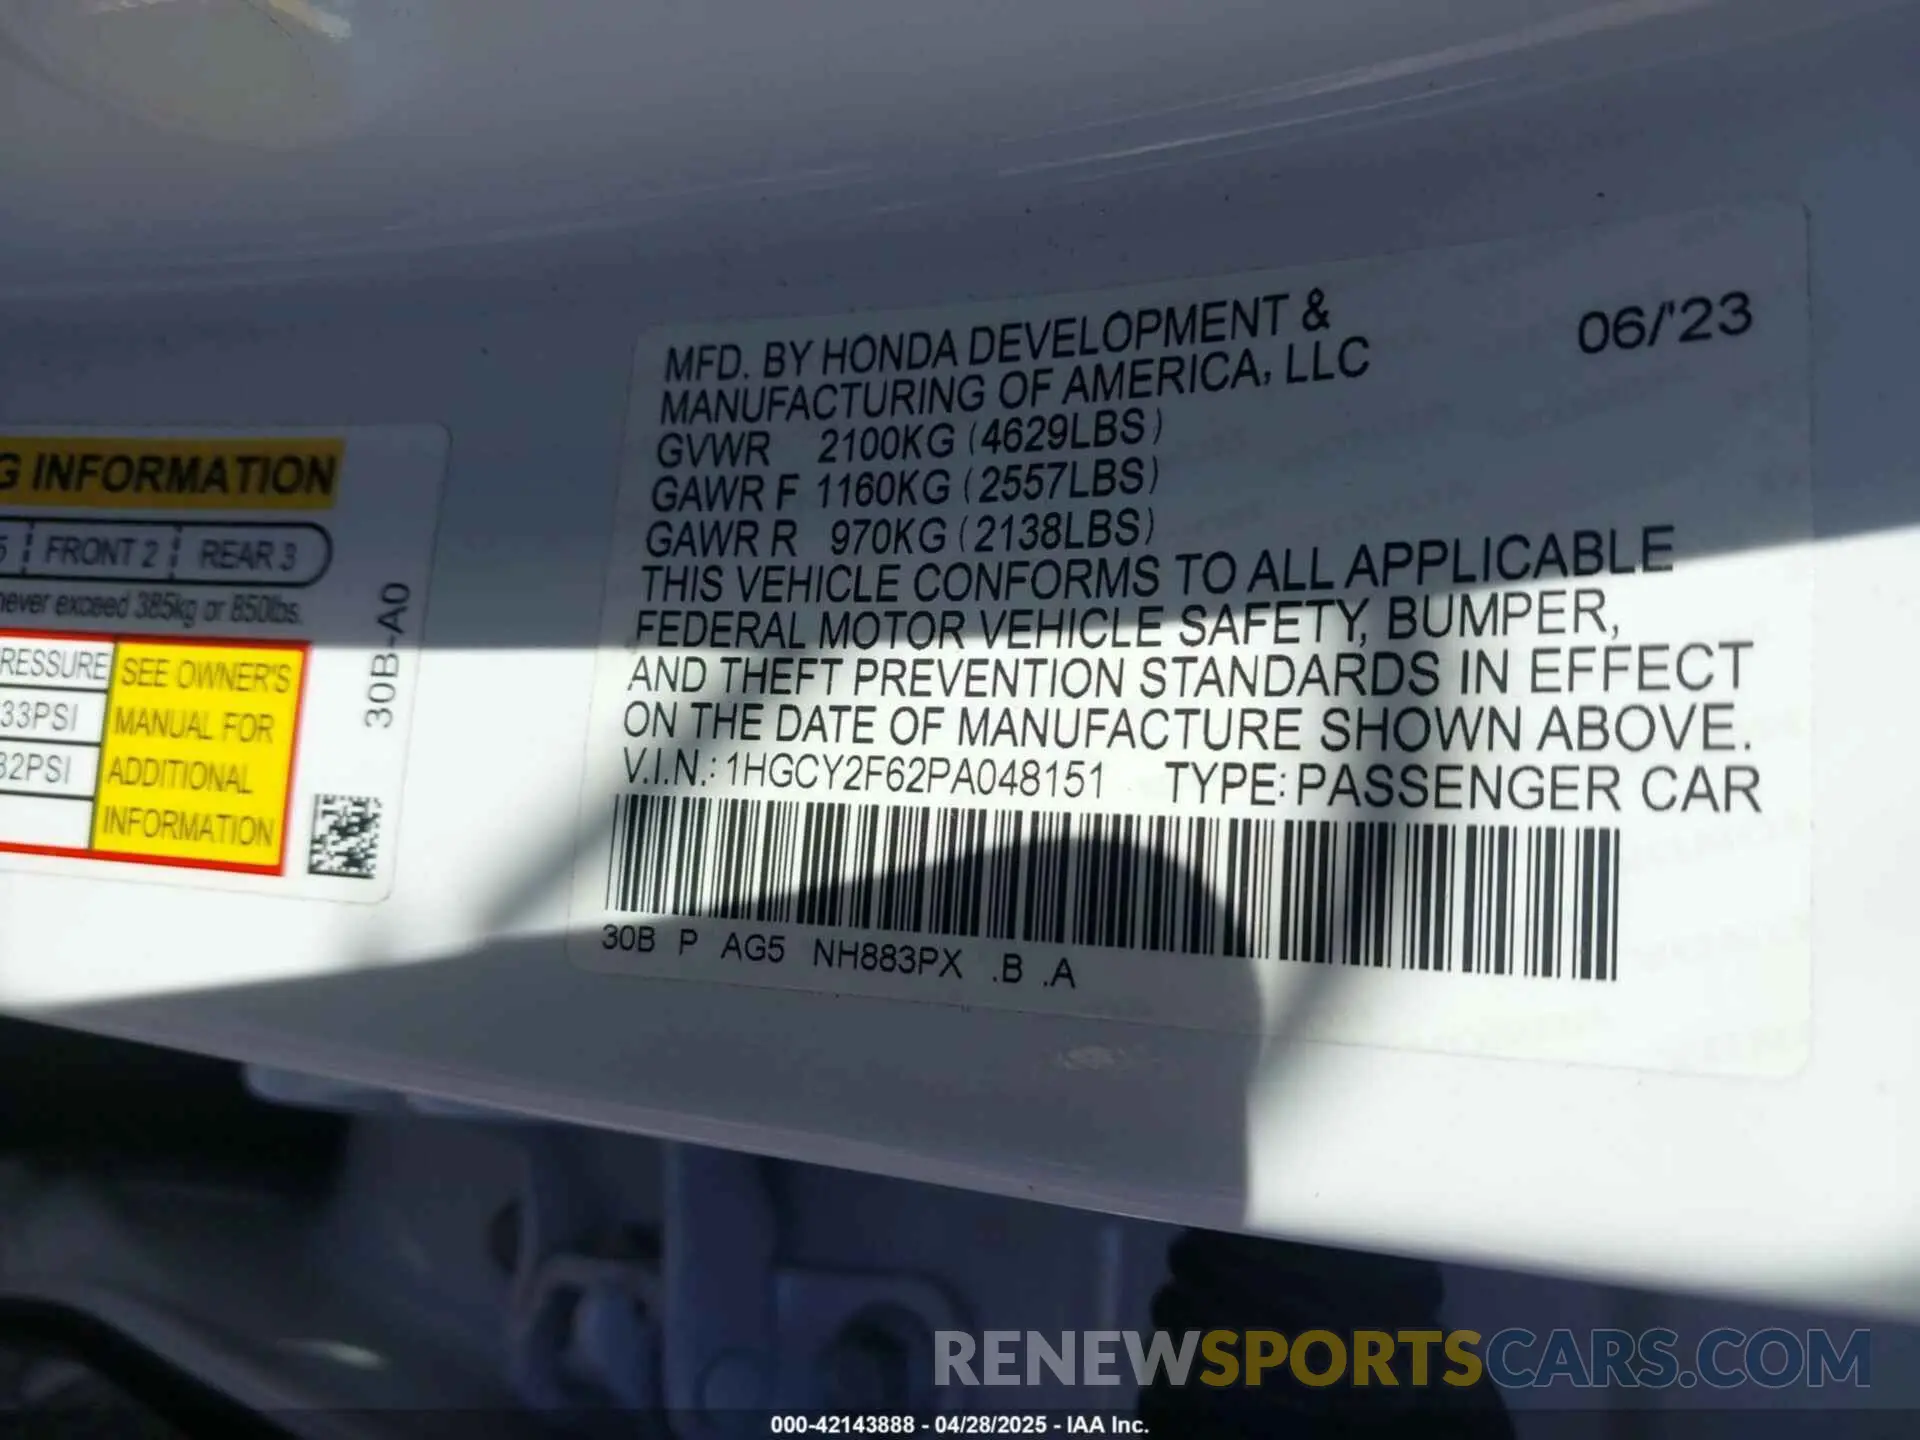 MFD. BY HONDA DEVELOPMENT &
MANUFACTURING OF AMERICA, LLC
06/'23
GVWR 2100KG (4629LBS)
GAWR F 1160KG (2557LBS)
GAWR R 970KG (2138LBS)
THIS VEHICLE CONFORMS TO ALL APPLICABLE
FEDERAL MOTOR VEHICLE SAFETY, BUMPER,
AND THEFT PREVENTION STANDARDS IN EFFECT
ON THE DATE OF MANUFACTURE SHOWN ABOVE.
V.I.N.: 1HGCY2F62PA048151 TYPE: PASSENGER CAR
30B P AG5 NH883PX .B .A
G INFORMATION
5 FRONT 2 REAR 3
never exceed 385kg or 850lbs.
RESSURE
33PSI
32PSI
SEE OWNER'S
MANUAL FOR
ADDITIONAL
INFORMATION
30B-A0
RENEWSPORTSCARS.COM
000-42143888 - 04/28/2025 - IAA Inc.